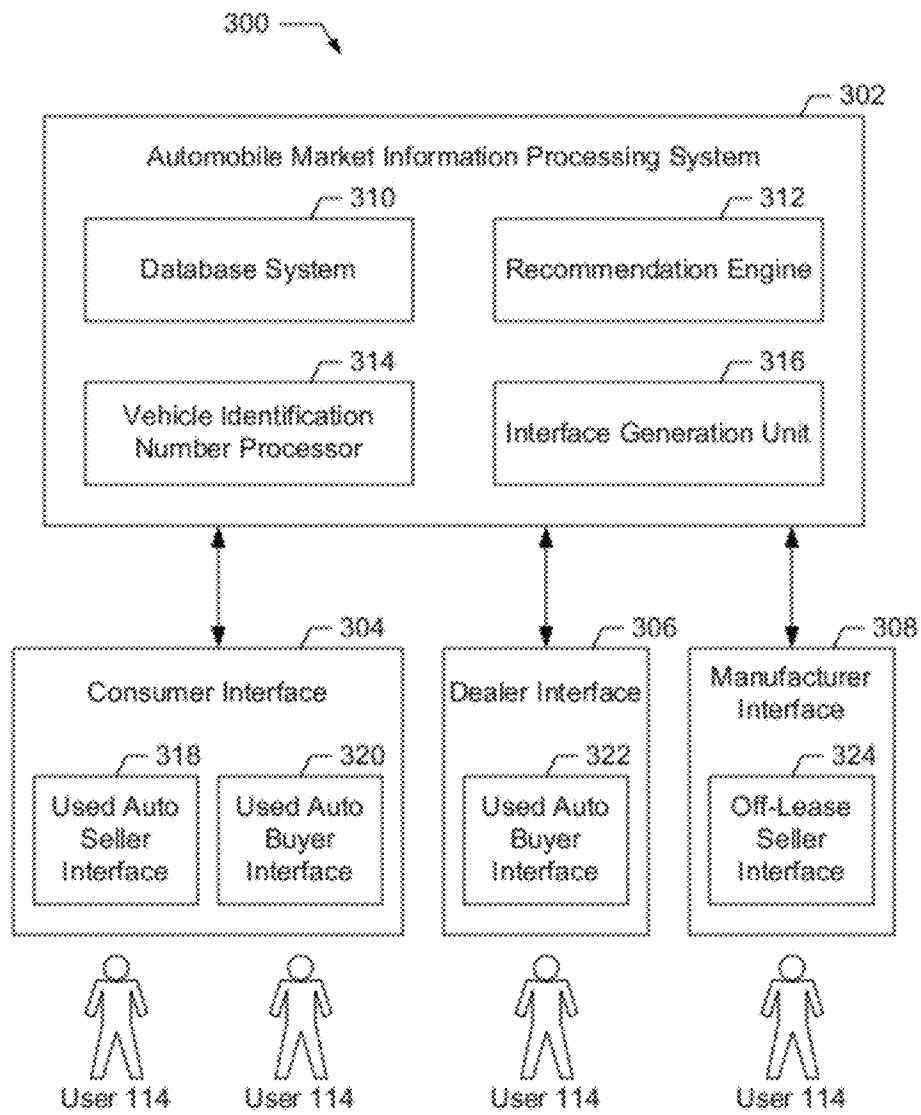 300
302
Automobile Market Information Processing System
310
312
Database System
Recommendation Engine
314
316
Vehicle Identification
Number Processor
Interface Generation Unit
304
306
308
Consumer Interface
Dealer Interface
Manufacturer
Interface
318
320
322
324
Used Auto
Seller
Interface
Used Auto
Buyer
Interface
Used Auto
Buyer
Interface
Off-Lease
Seller
Interface
User 114
User 114
User 114
User 114